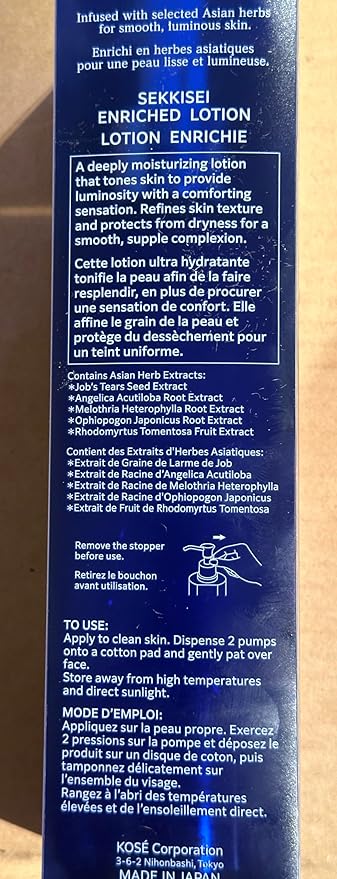 Infused with selected Asian herbs
for smooth, luminous skin.
Enrichi en herbes asiatiques
pour une peau lisse et lumineuse.
SEKKISEI
ENRICHED LOTION
LOTION ENRICHIE
A deeply moisturizing lotion
that tones skin to provide
luminosity with a comforting
sensation. Refines skin texture
and protects from dryness for a
smooth, supple complexion.
Cette lotion ultra hydratante
tonifie la peau afin de la faire
resplendir, en plus de procurer
une sensation de confort. Elle
affine le grain de la peau et
protège du dessèchement pour
un teint uniforme.
Contains Asian Herb Extracts:
*Job's Tears Seed Extract
*Angelica Acutiloba Root Extract
*Melothria Heterophylla Root Extract
*Ophiopogon Japonicus Root Extract
*Rhodomyrtus Tomentosa Fruit Extract
Contient des Extraits d'Herbes Asiatiques:
*Extrait de Graine de Larme de Job
*Extrait de Racine d'Angelica Acutiloba
*Extrait de Racine de Melothria Heterophylla
*Extrait de Racine d'Ophiopogon Japonicus
*Extrait de Fruit de Rhodomyrtus Tomentosa
Remove the stopper
before use.
Retirez le bouchon
avant utilisation.
TO USE:
Apply to clean skin. Dispense 2 pumps
onto a cotton pad and gently pat over
face.
Store away from high temperatures
and direct sunlight.
MODE D'EMPLOI:
Appliquez sur la peau propre. Exercez
2 pressions sur la pompe et déposez le
produit sur un disque de coton, puis
tamponnez délicatement sur
l'ensemble du visage.
Rangez à l'abri des températures
élevées et de l'ensoleillement direct.
KOSÉ Corporation
3-6-2 Nihonbashi, Tokyo
MADE IN JAPAN